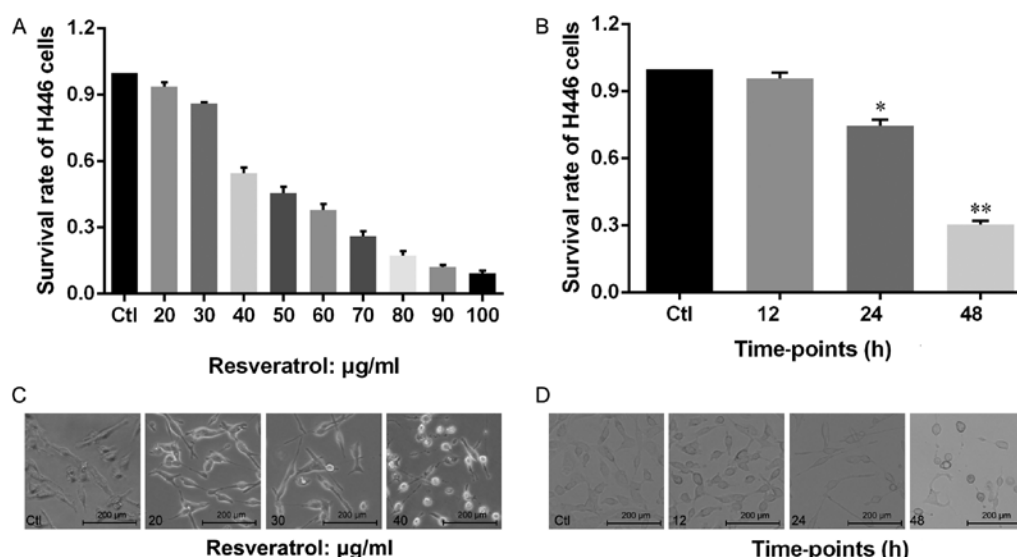 A
Survival rate of H446 cells
1.2
0.9
0.6
0.3
0.0
Ctl 20 30 40 50 60 70 80 90 100
Resveratrol: µg/ml
B
Survival rate of H446 cells
1.2
0.9
0.6
0.3
0.0
*
**
Ctl 12 24 48
Time-points (h)
C
Ctl 200 µm
20 200 µm
30 200 µm
40 200 µm
Resveratrol: µg/ml
D
Ctl 200 µm
12 200 µm
24 200 µm
48 200 µm
Time-points (h)